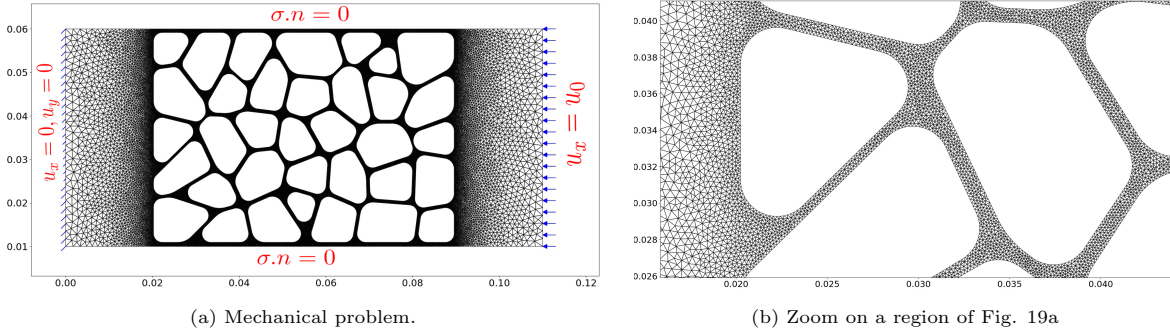 σ.n = 0
0.06
0.05
0.04
0.03
0.02
0.01
u_x = 0, u_y = 0
u_x = u_0
σ.n = 0
0.00 0.02 0.04 0.06 0.08 0.10 0.12
(a) Mechanical problem.
0.040
0.038
0.036
0.034
0.032
0.030
0.028
0.026
0.020 0.025 0.030 0.035 0.040
(b) Zoom on a region of Fig. 19a